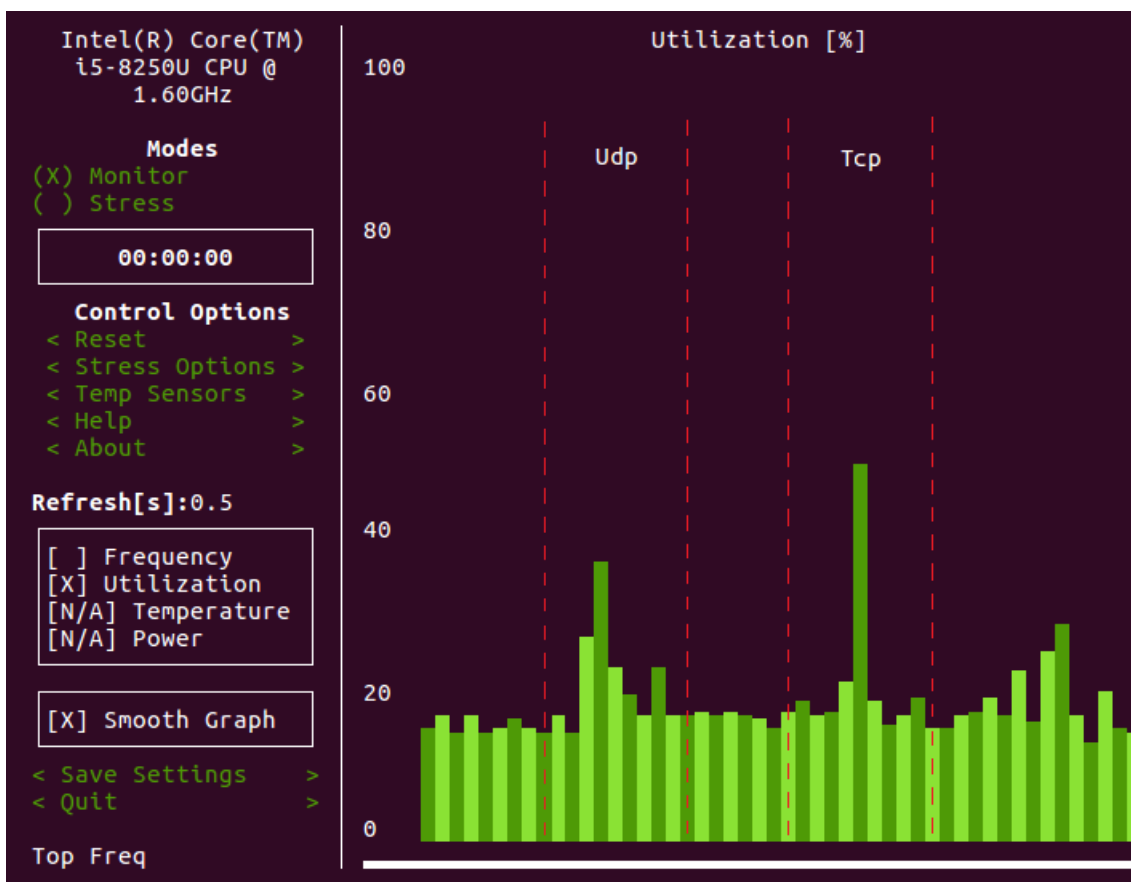 Intel(R) Core(TM)
i5-8250U CPU @
1.60GHz
Modes
(X) Monitor
( ) Stress
00:00:00
Control Options
< Reset >
< Stress Options >
< Temp Sensors >
< Help >
< About >
Refresh[s]:0.5
[ ] Frequency
[X] Utilization
[N/A] Temperature
[N/A] Power
[X] Smooth Graph
< Save Settings >
< Quit >
Top Freq
Utilization [%]
100
Udp
Tcp
80
60
40
20
0